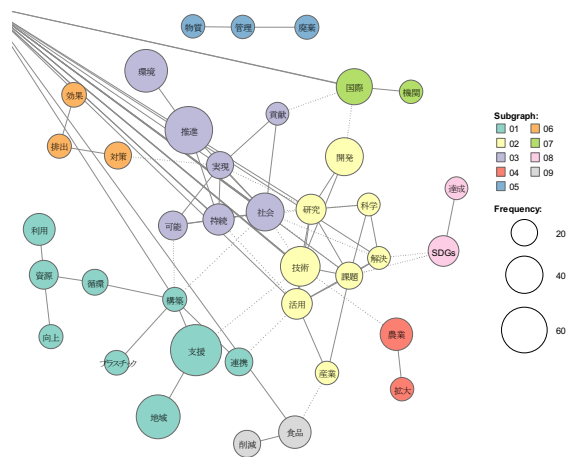 物質
管理
廃棄
環境
国際
機関
効果
推進
貢献
排出
対策
開発
実現
達成
可能
持続
社会
研究
科学
利用
SDGs
解決
資源
循環
技術
課題
構築
活用
向上
農業
プラスチック
支援
連携
産業
拡大
地域
食品
削減
Subgraph:
01
06
02
07
03
08
04
09
05
Frequency:
20
40
60